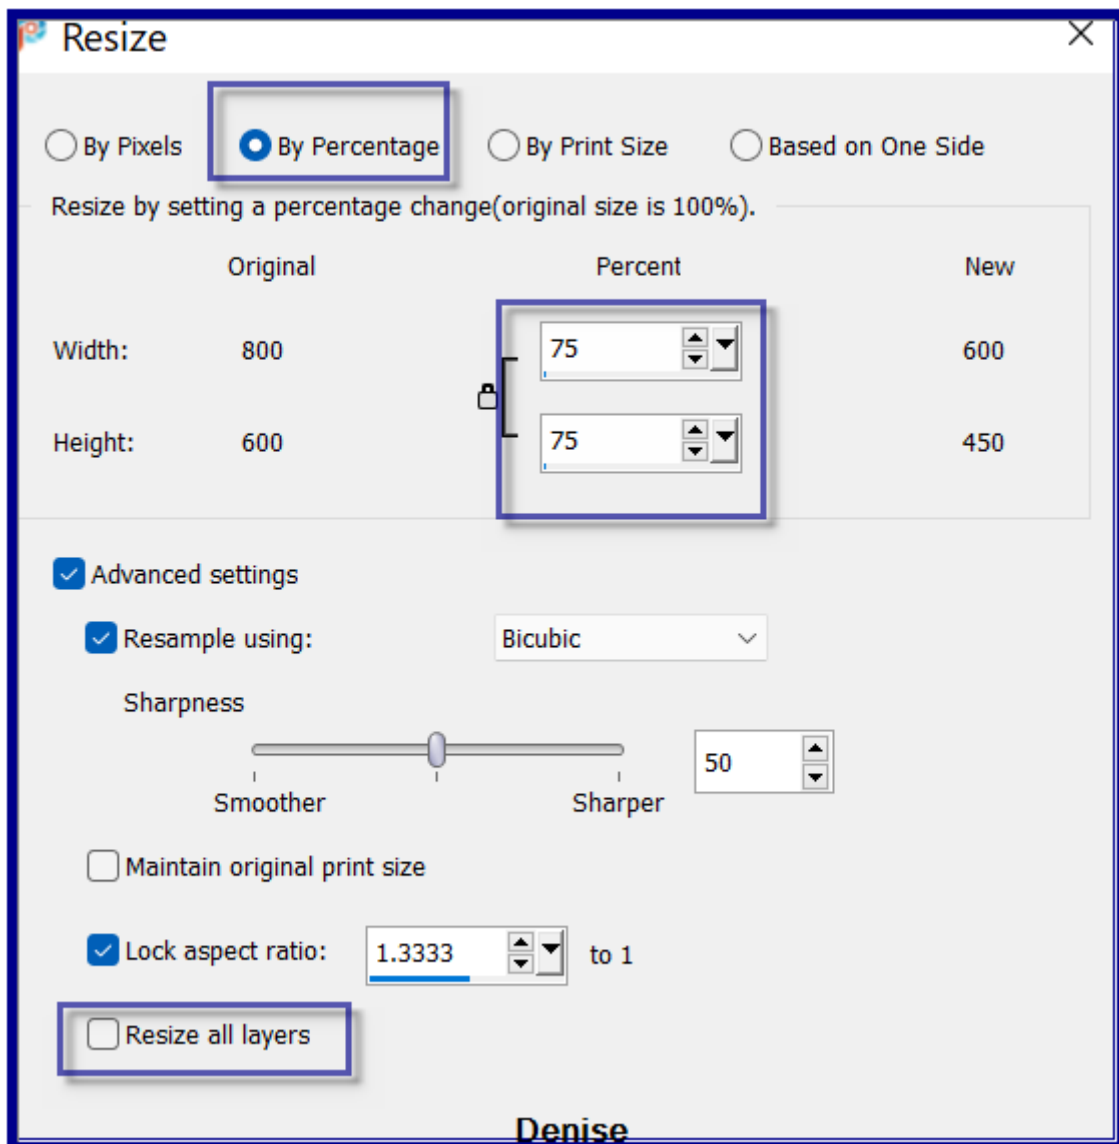 Resize
By Pixels By Percentage By Print Size Based on One Side
Resize by setting a percentage change(original size is 100%).
Original Percent New
Width: 800 75 600
Height: 600 75 450
Advanced settings
Resample using: Bicubic
Sharpness
50
Smoother Sharper
Maintain original print size
Lock aspect ratio: 1.3333 to 1
Resize all layers
Denise